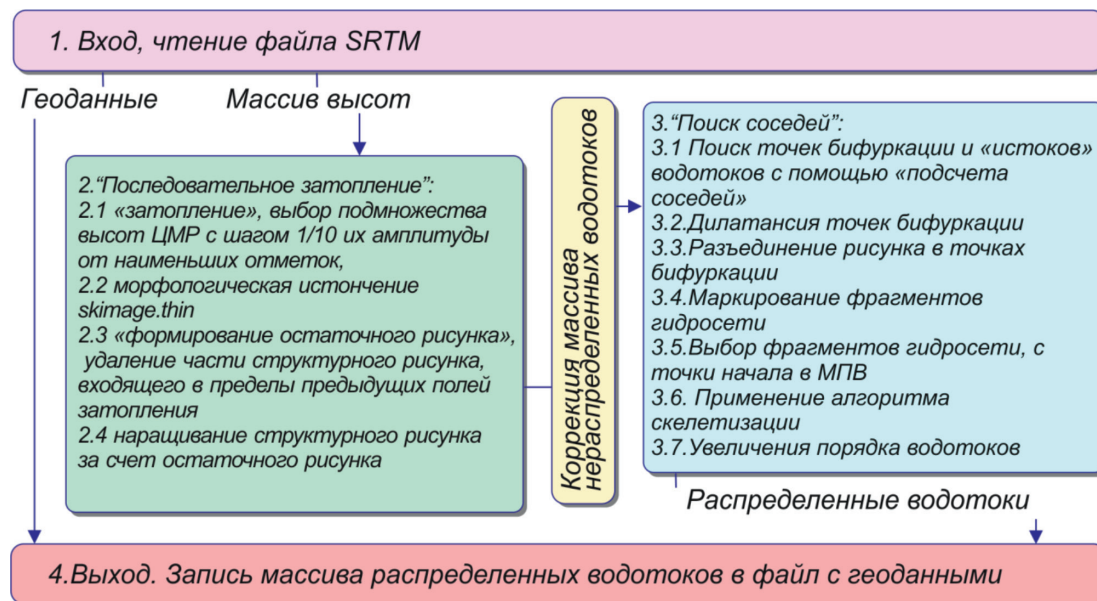 1. Вход, чтение файла SRTM
Геоданные
Массив высот
2.“Последовательное затопление”:
2.1 «затопление», выбор подмножества
высот ЦМР с шагом 1/10 их амплитуды
от наименьших отметок,
2.2 морфологическая истончение
skimage.thin
2.3 «формирование остаточного рисунка»,
удаление части структурного рисунка,
входящего в пределы предыдущих полей
затопления
2.4 наращивание структурного рисунка
за счет остаточного рисунка
Коррекция массива
нераспределенных водотоков
3.“Поиск соседей”:
3.1 Поиск точек бифуркации и «истоков»
водотоков с помощью «подсчета
соседей»
3.2. Дилатансия точек бифуркации
3.3. Разъединение рисунка в точках
бифуркации
3.4. Маркирование фрагментов
гидросети
3.5. Выбор фрагментов гидросети, с
точки начала в МПВ
3.6. Применение алгоритма
скелетизации
3.7. Увеличения порядка водотоков
Распределенные водотоки
4.Выход. Запись массива распределенных водотоков в файл с геоданными